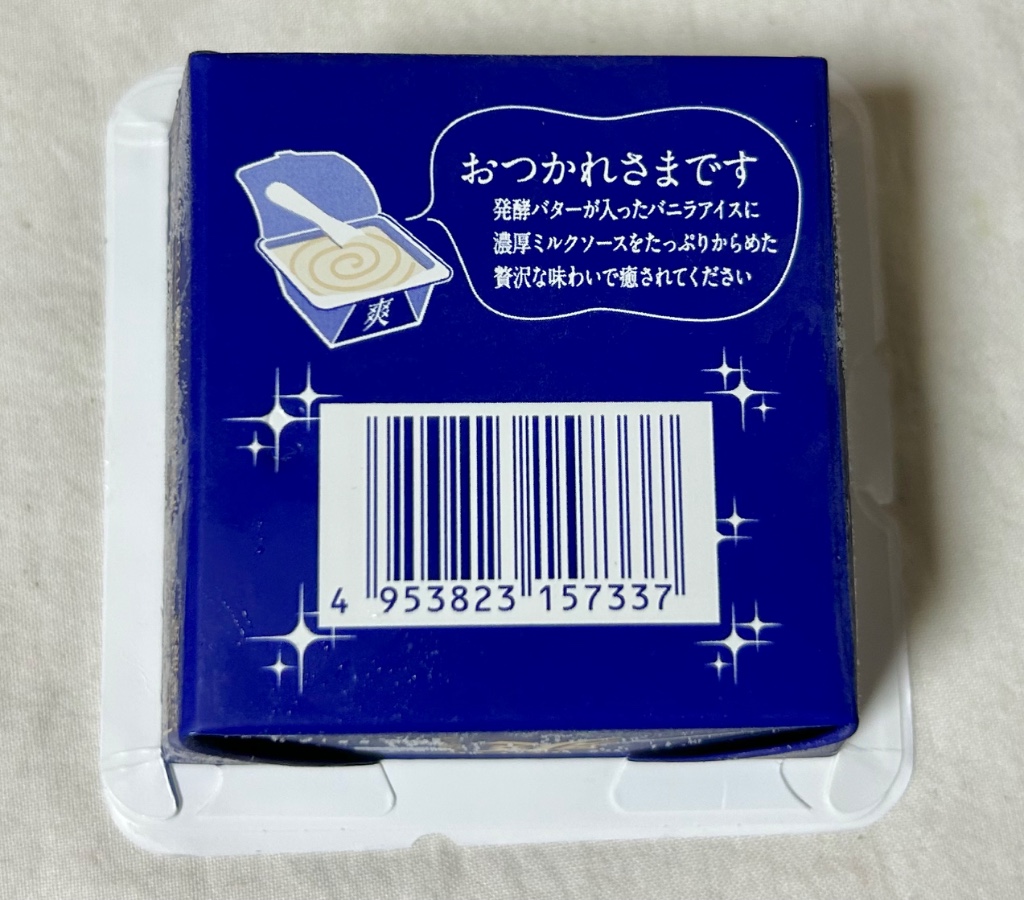 おつかれさまです
発酵バターが入ったバニラアイスに
濃厚ミルクソースをたっぷりからめた
贅沢な味わいで癒されてください
爽
4 953823 157337